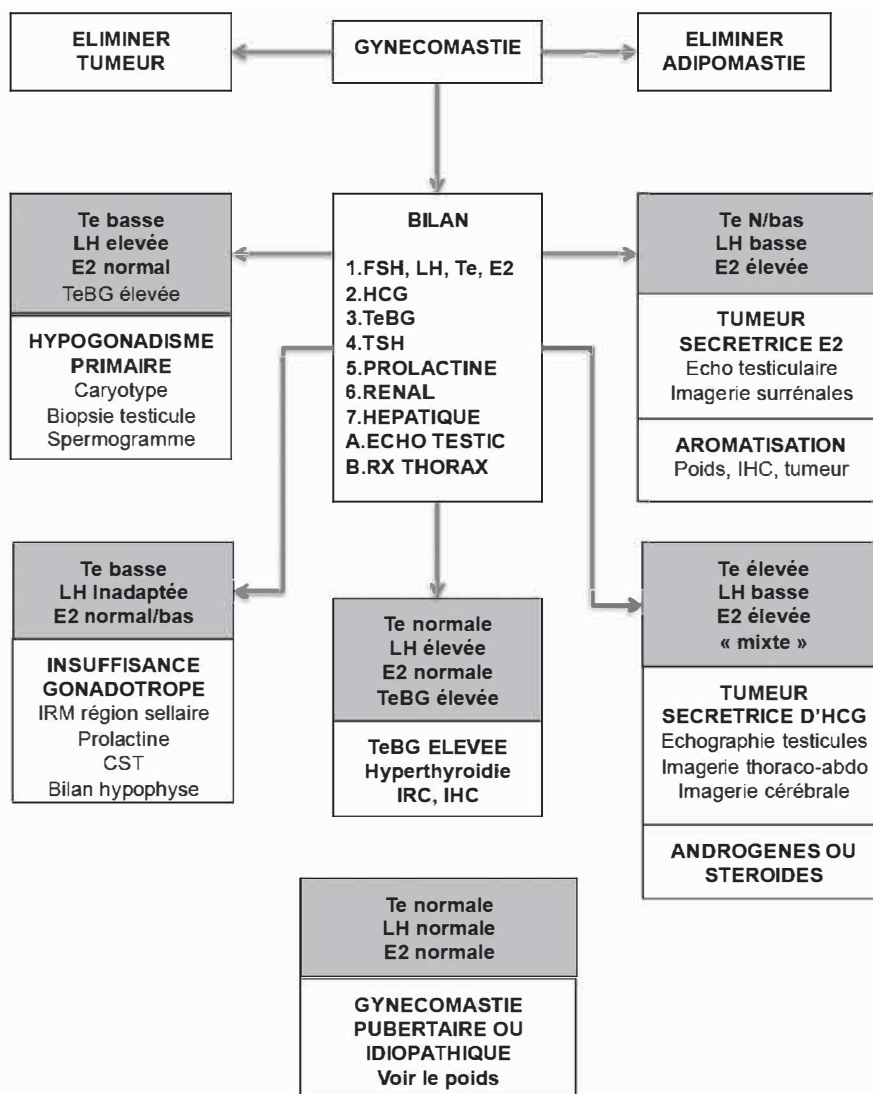 ELIMINER
TUMEUR
GYNECOMASTIE
ELIMINER
ADIPOMASTIE
Te basse
LH elevée
E2 normal
TeBG élevée
HYPOGONADISME
PRIMAIRE
Caryotype
Biopsie testicule
Spermogramme
BILAN
1.FSH, LH, Te, E2
2.HCG
3.TeBG
4.TSH
5.PROLACTINE
6.RENAL
7.HEPATIQUE
A.ECHO TESTIC
B.RX THORAX
Te N/bas
LH basse
E2 élevée
TUMEUR
SECRETRICE E2
Echo testiculaire
Imagerie surrénales
AROMATISATION
Poids, IHC, tumeur
Te basse
LH Inadaptée
E2 normal/bas
INSUFFISANCE
GONADOTROPE
IRM région sellaire
Prolactine
CST
Bilan hypophyse
Te normale
LH élevée
E2 normale
TeBG élevée
TeBG ELEVEE
Hyperthyroidie
IRC, IHC
Te élevée
LH basse
E2 élevée
« mixte »
TUMEUR
SECRETRICE D'HCG
Echographie testicules
Imagerie thoraco-abdo
Imagerie cérébrale
ANDROGENES OU
STEROIDES
Te normale
LH normale
E2 normale
GYNECOMASTIE
PUBERTAIRE OU
IDIOPATHIQUE
Voir le poids